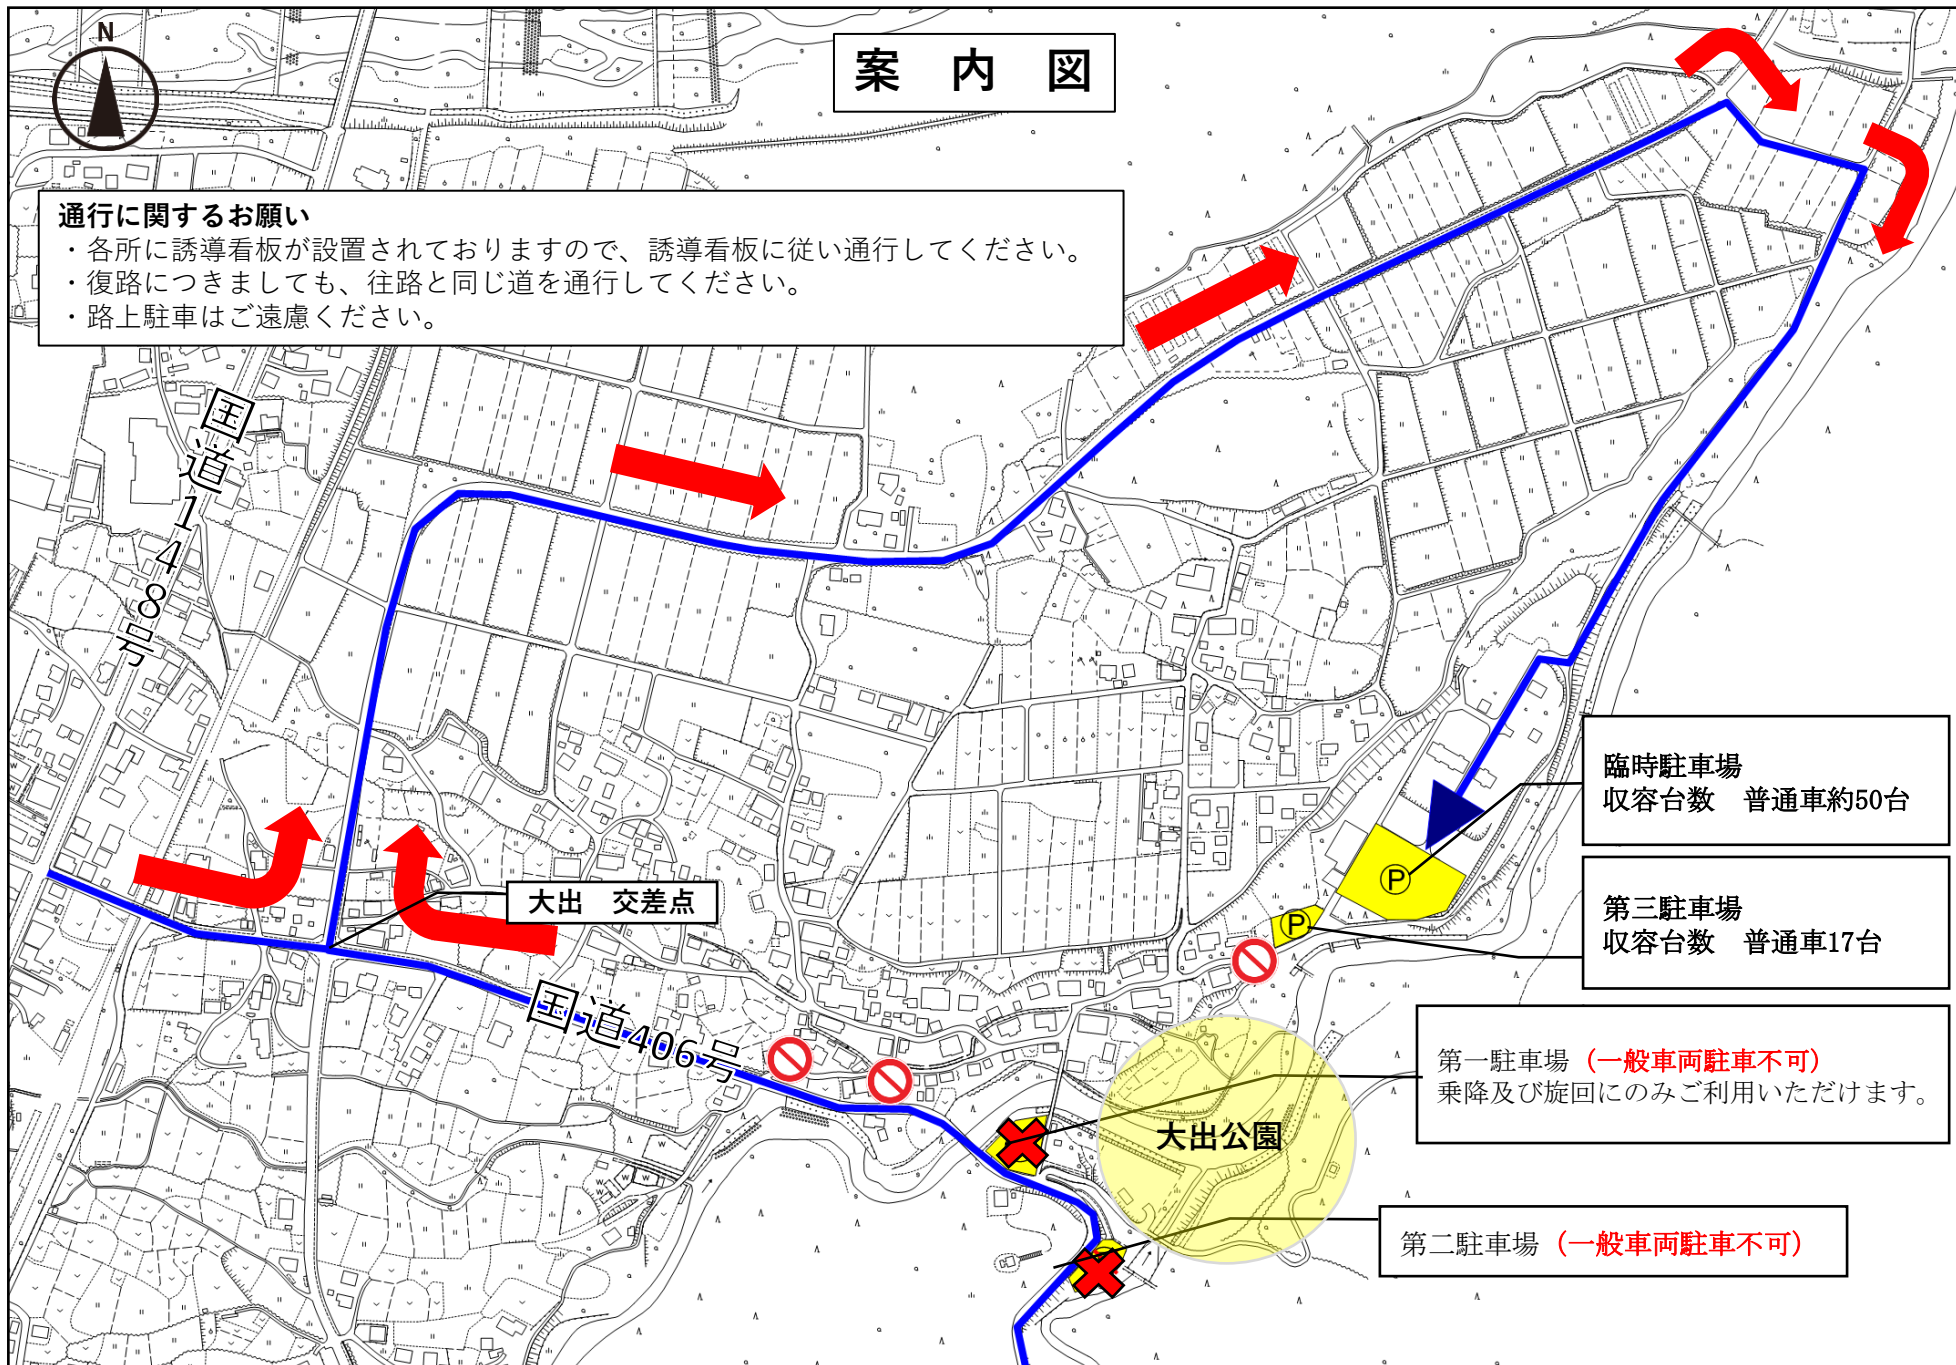 N
案 内 図
通行に関するお願い
・各所に誘導看板が設置されておりますので、誘導看板に従い通行してください。
・復路につきましても、往路と同じ道を通行してください。
・路上駐車はご遠慮ください。
国道148号
大出 交差点
国道406号
臨時駐車場
収容台数 普通車約50台
P
第三駐車場
収容台数 普通車17台
P
第一駐車場(一般車両駐車不可)
乗降及び旋回にのみご利用いただけます。
大出公園
第二駐車場(一般車両駐車不可)